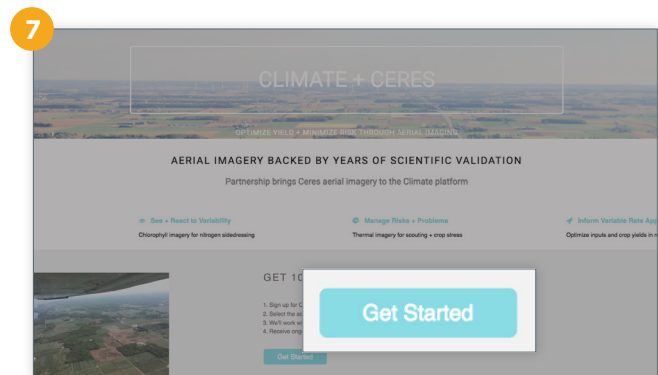 7
CLIMATE + CERES
OPTIMIZE YIELD + MINIMIZE RISK THROUGH AERIAL IMAGING
AERIAL IMAGERY BACKED BY YEARS OF SCIENTIFIC VALIDATION
Partnership brings Ceres aerial imagery to the Climate platform
See + React to Variability
Manage Risks + Problems
Inform Variable Rate App
Chlorophyll imagery for nitrogen sidedressing
Thermal imagery for scouting + crop stress
Optimize inputs and crop yields in
GET 10
1. Sign up for C
2. Select the ac
3. We'll work wi
4. Receive ong
Get Started
Get Started